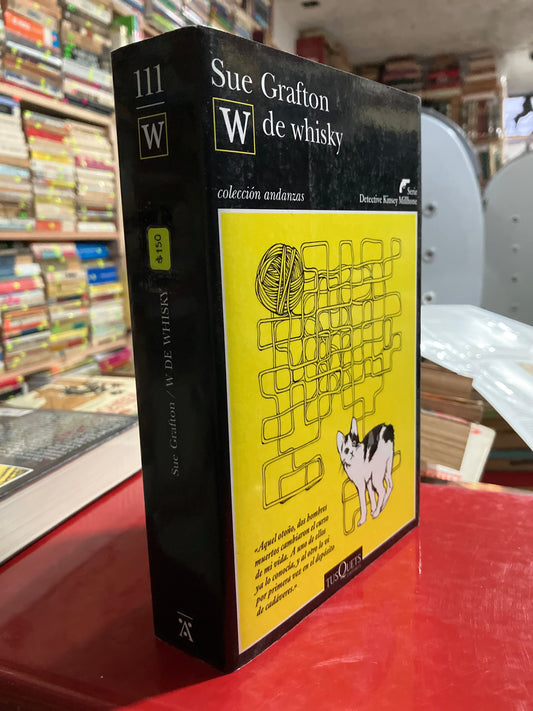 111
W
$ 150
Sue Grafton / W DE WHISKY
A
Sue Grafton
W de whisky
colección andanzas
Serie
Detective Kinsey Millhone
«Aquel otoño, dos hombres
muertos cambiaron el curso
de mi vida. A uno de ellos
ya lo conocía, y al otro lo vi
por primera vez en el depósito
de cadáveres.»
TUSQUETS